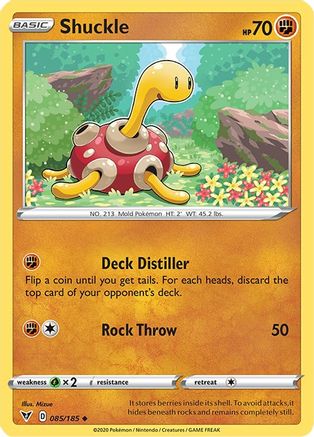 BASIC
Shuckle
HP 70
NO. 213 Mold Pokémon HT: 2' WT: 45.2 lbs.
Deck Distiller
Flip a coin until you get tails. For each heads, discard the
top card of your opponent's deck.
Rock Throw 50
weakness ×2 resistance retreat
Illus. Mizue
D 085/185
It stores berries inside its shell. To avoid attacks, it
hides beneath rocks and remains completely still.
©2020 Pokémon / Nintendo / Creatures / GAME FREAK